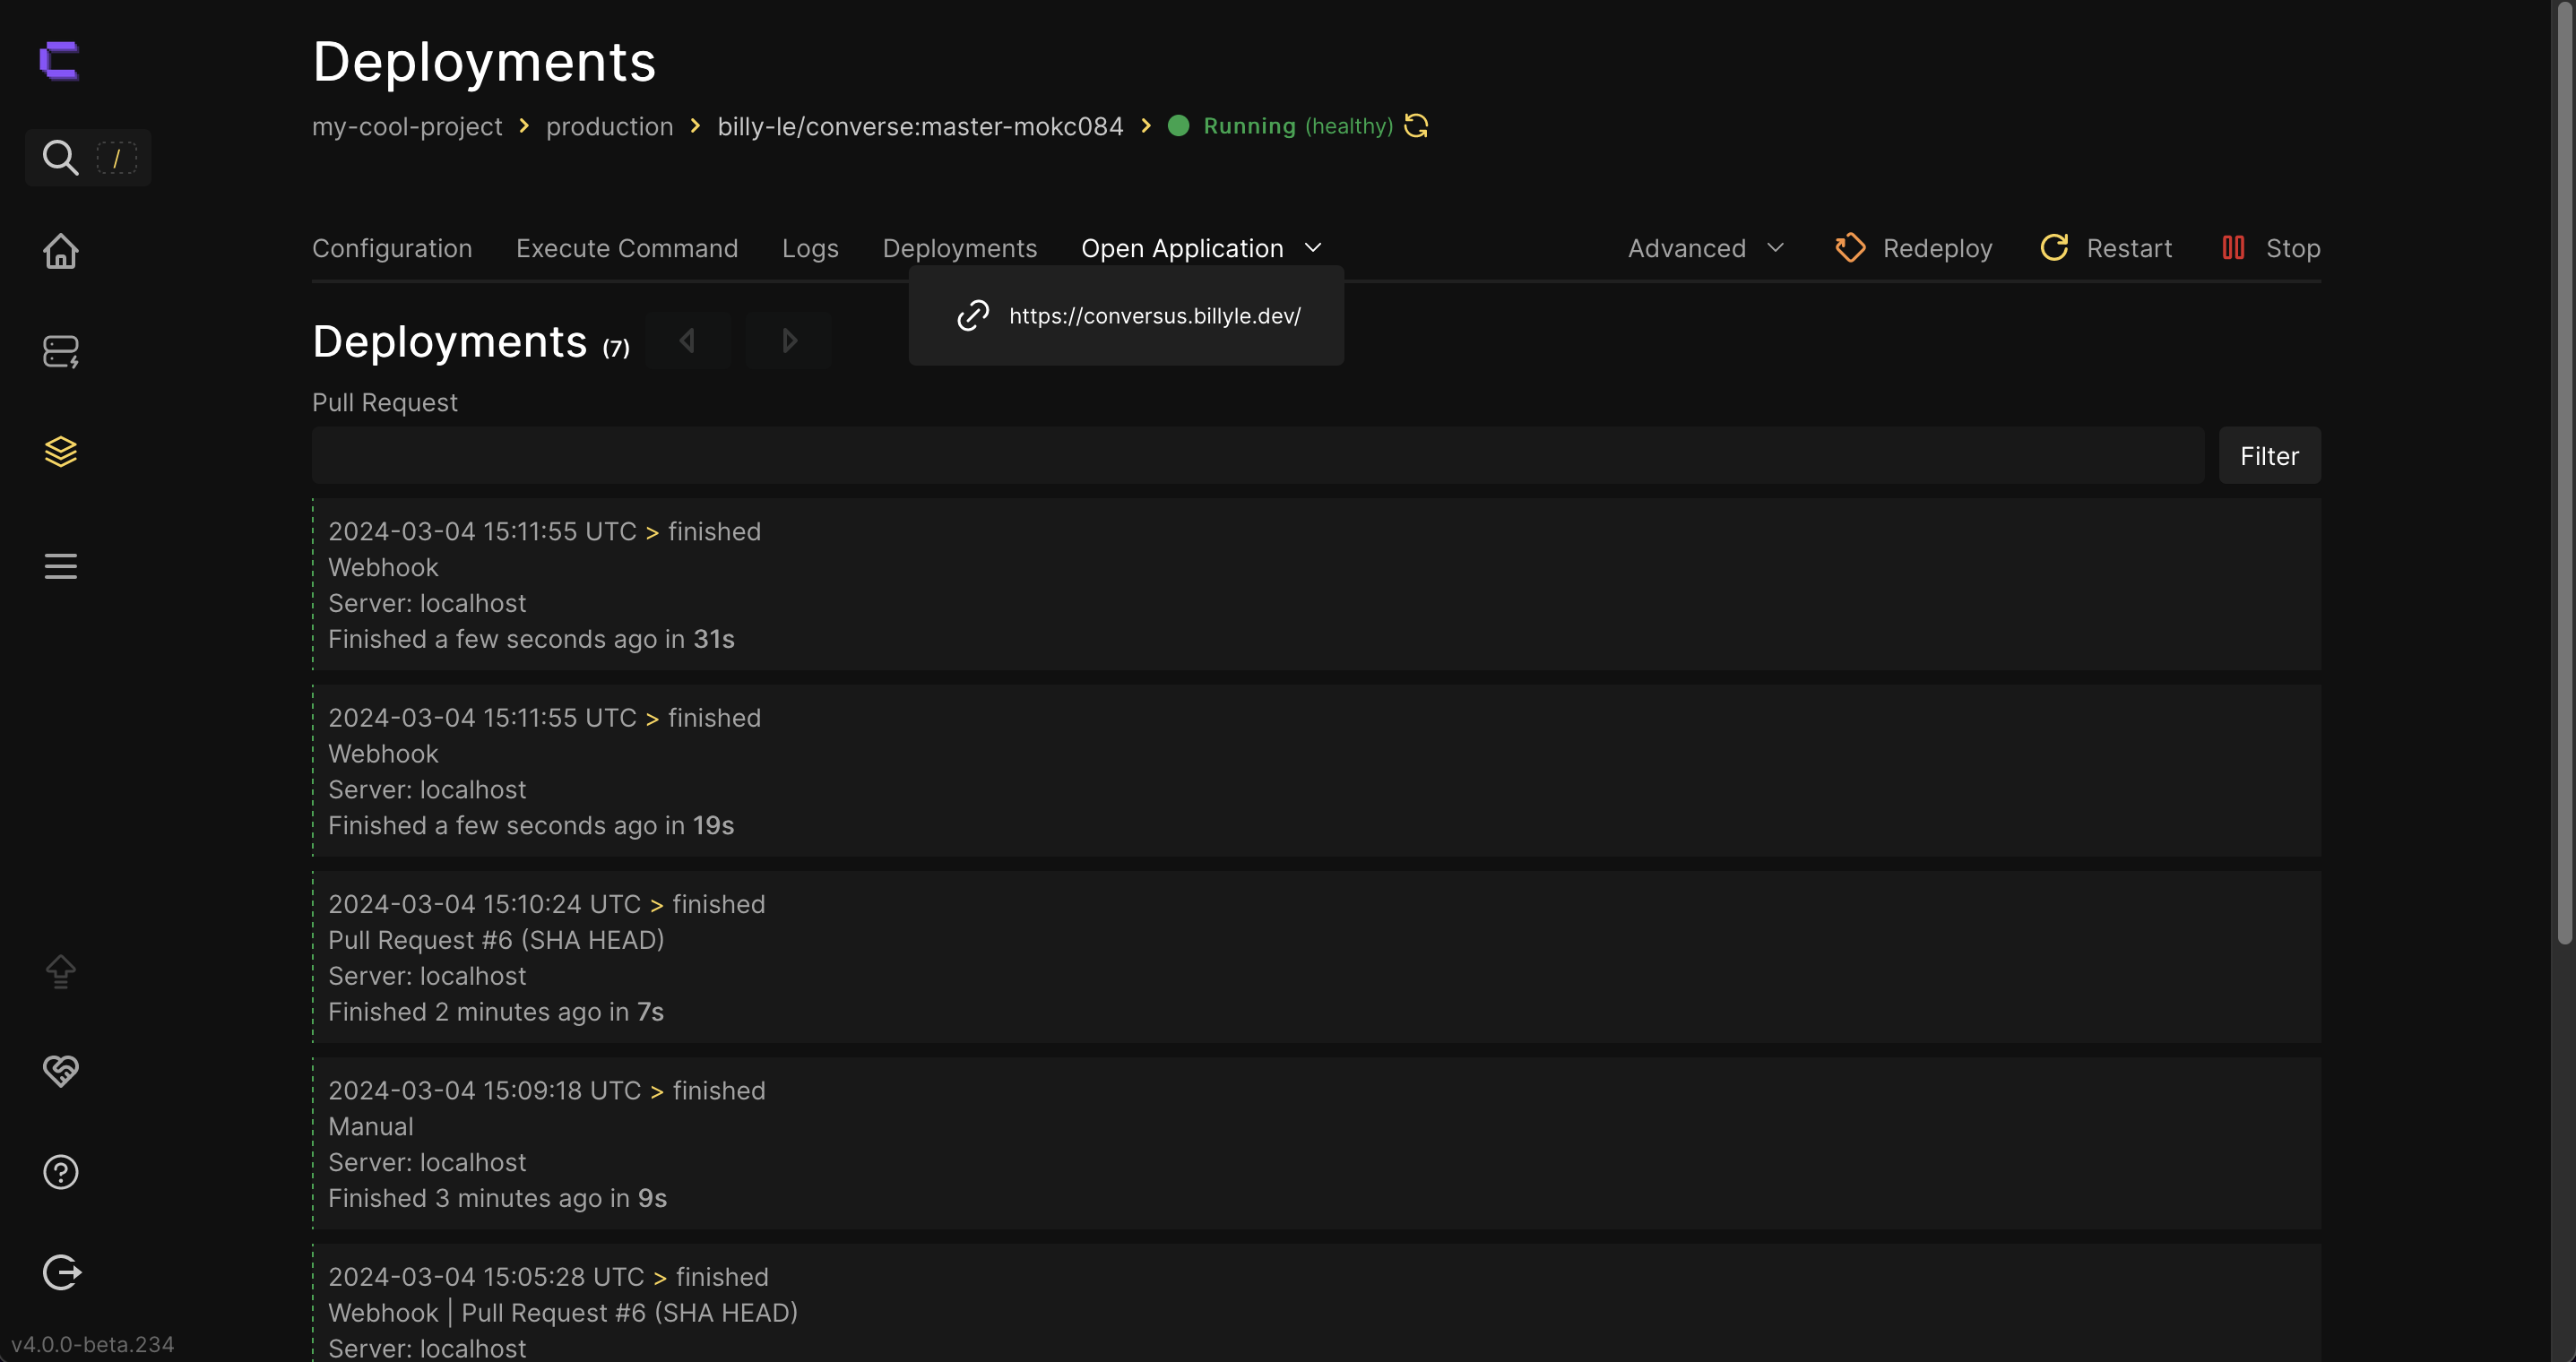 Deployments
my-cool-project > production > billy-le/converse:master-mokc084 > Running (healthy)
/
Configuration Execute Command Logs Deployments Open Application Advanced Redeploy Restart Stop
https://conversus.billyle.dev/
Deployments (7)
Pull Request
Filter
2024-03-04 15:11:55 UTC > finished
Webhook
Server: localhost
Finished a few seconds ago in 31s
2024-03-04 15:11:55 UTC > finished
Webhook
Server: localhost
Finished a few seconds ago in 19s
2024-03-04 15:10:24 UTC > finished
Pull Request #6 (SHA HEAD)
Server: localhost
Finished 2 minutes ago in 7s
2024-03-04 15:09:18 UTC > finished
Manual
Server: localhost
Finished 3 minutes ago in 9s
2024-03-04 15:05:28 UTC > finished
Webhook | Pull Request #6 (SHA HEAD)
Server: localhost
v4.0.0-beta.234